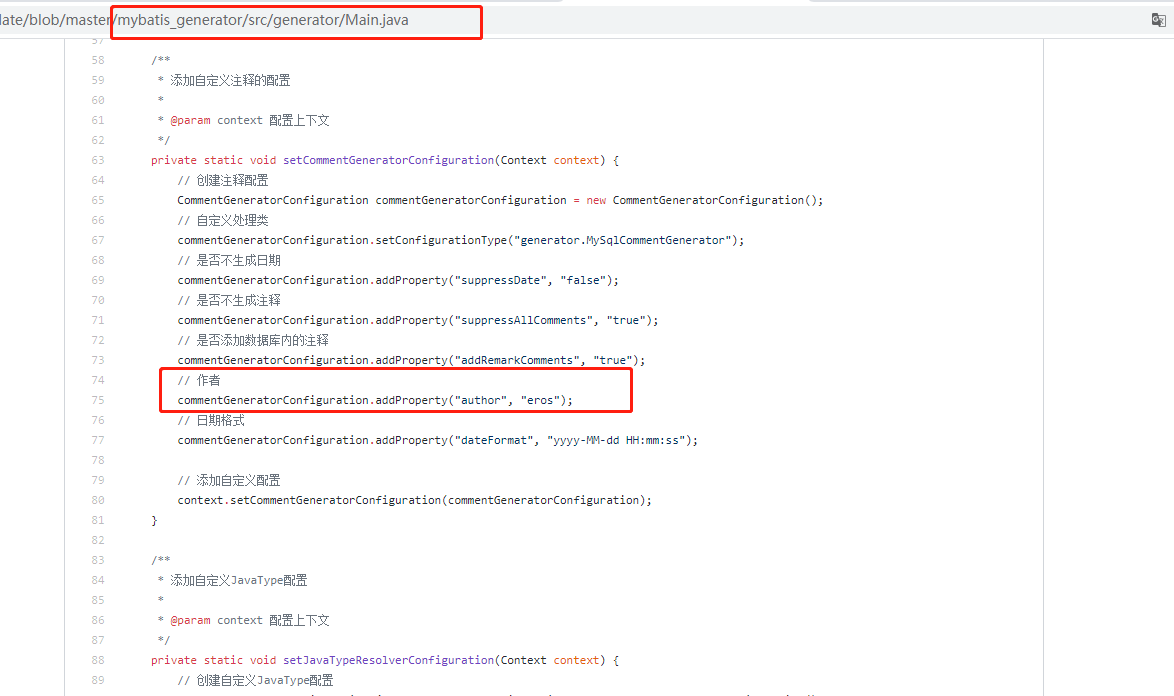 late/blob/master/mybatis_generator/src/generator/Main.java
57
58 /**
59 * 添加自定义注释的配置
60 *
61 * @param context 配置上下文
62 */
63 private static void setCommentGeneratorConfiguration(Context context) {
64 // 创建注释配置
65 CommentGeneratorConfiguration commentGeneratorConfiguration = new CommentGeneratorConfiguration();
66 // 自定义处理类
67 commentGeneratorConfiguration.setConfigurationType("generator.MySqlCommentGenerator");
68 // 是否不生成日期
69 commentGeneratorConfiguration.addProperty("suppressDate", "false");
70 // 是否不生成注释
71 commentGeneratorConfiguration.addProperty("suppressAllComments", "true");
72 // 是否添加数据库内的注释
73 commentGeneratorConfiguration.addProperty("addRemarkComments", "true");
74 // 作者
75 commentGeneratorConfiguration.addProperty("author", "eros");
76 // 日期格式
77 commentGeneratorConfiguration.addProperty("dateFormat", "yyyy-MM-dd HH:mm:ss");
78
79 // 添加自定义配置
80 context.setCommentGeneratorConfiguration(commentGeneratorConfiguration);
81 }
82
83 /**
84 * 添加自定义JavaType配置
85 *
86 * @param context 配置上下文
87 */
88 private static void setJavaTypeResolverConfiguration(Context context) {
89 // 创建自定义JavaType配置